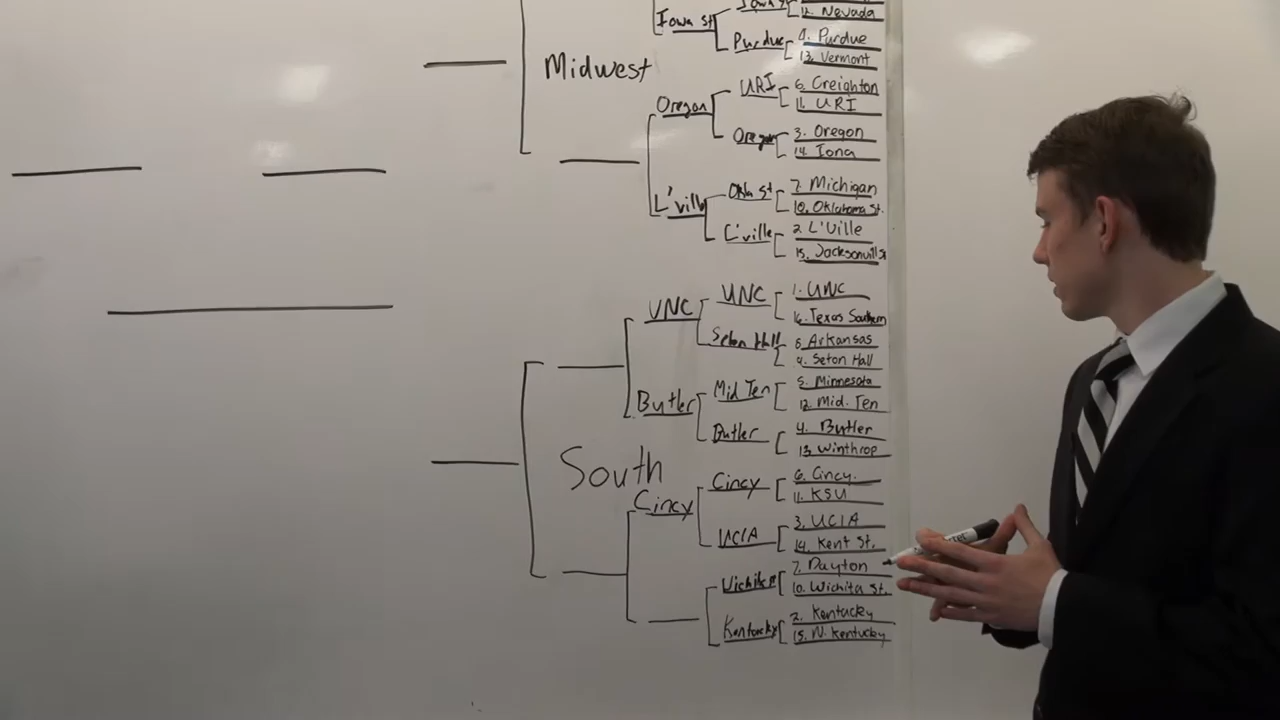 Iowa St
12. Nevada
Purdue
4. Purdue
13. Vermont
Midwest
Oregon
URI
6. Creighton
11. URI
Oregon
3. Oregon
14. Iona
L'ville
Okla St
7. Michigan
10. Oklahoma St.
L'ville
2. L'Ville
15. Jacksonville St
UNC
UNC
1. UNC
16. Texas Southern
Seton Hall
Arkansas
Seton Hall
Butler
Mid Ten
5. Minnesota
12. Mid. Ten
Butler
4. Butler
13. Winthrop
South
Cincy
Cincy
6. Cincy.
11. KSU
UCLA
3. UCLA
14. Kent St.
7. Dayton
10. Wichita St.
Kentucky
2. Kentucky
15. N. Kentucky